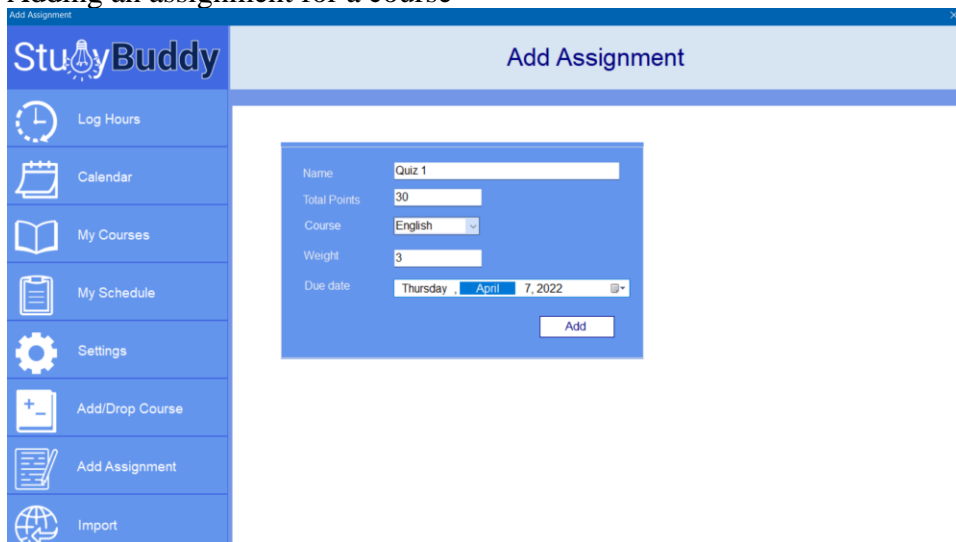 Adding an assignment for a course
Add Assignment
StudyBuddy
Add Assignment
Log Hours
Calendar
My Courses
My Schedule
Settings
Add/Drop Course
Add Assignment
Import
Name Quiz 1
Total Points 30
Course English
Weight 3
Due date Thursday , April 7, 2022
Add